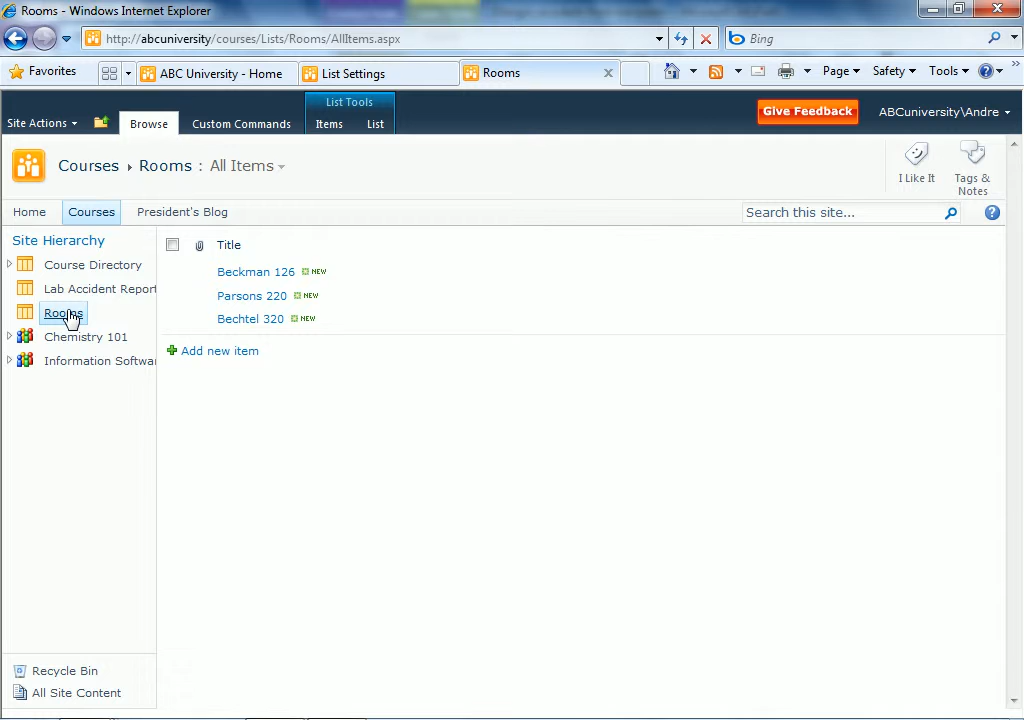 Rooms - Windows Internet Explorer
http://abcuniversity/courses/Lists/Rooms/AllItems.aspx
Bing
Favorites
ABC University - Home
List Settings
Rooms
Page
Safety
Tools
Site Actions
Browse
Custom Commands
List Tools
Items
List
Give Feedback
ABCuniversity\Andre
Courses
Rooms : All Items
I Like It
Tags &
Notes
Home
Courses
President's Blog
Search this site...
Site Hierarchy
Course Directory
Lab Accident Report
Rooms
Chemistry 101
Information Softwar
Title
Beckman 126 NEW
Parsons 220 NEW
Bechtel 320 NEW
Add new item
Recycle Bin
All Site Content